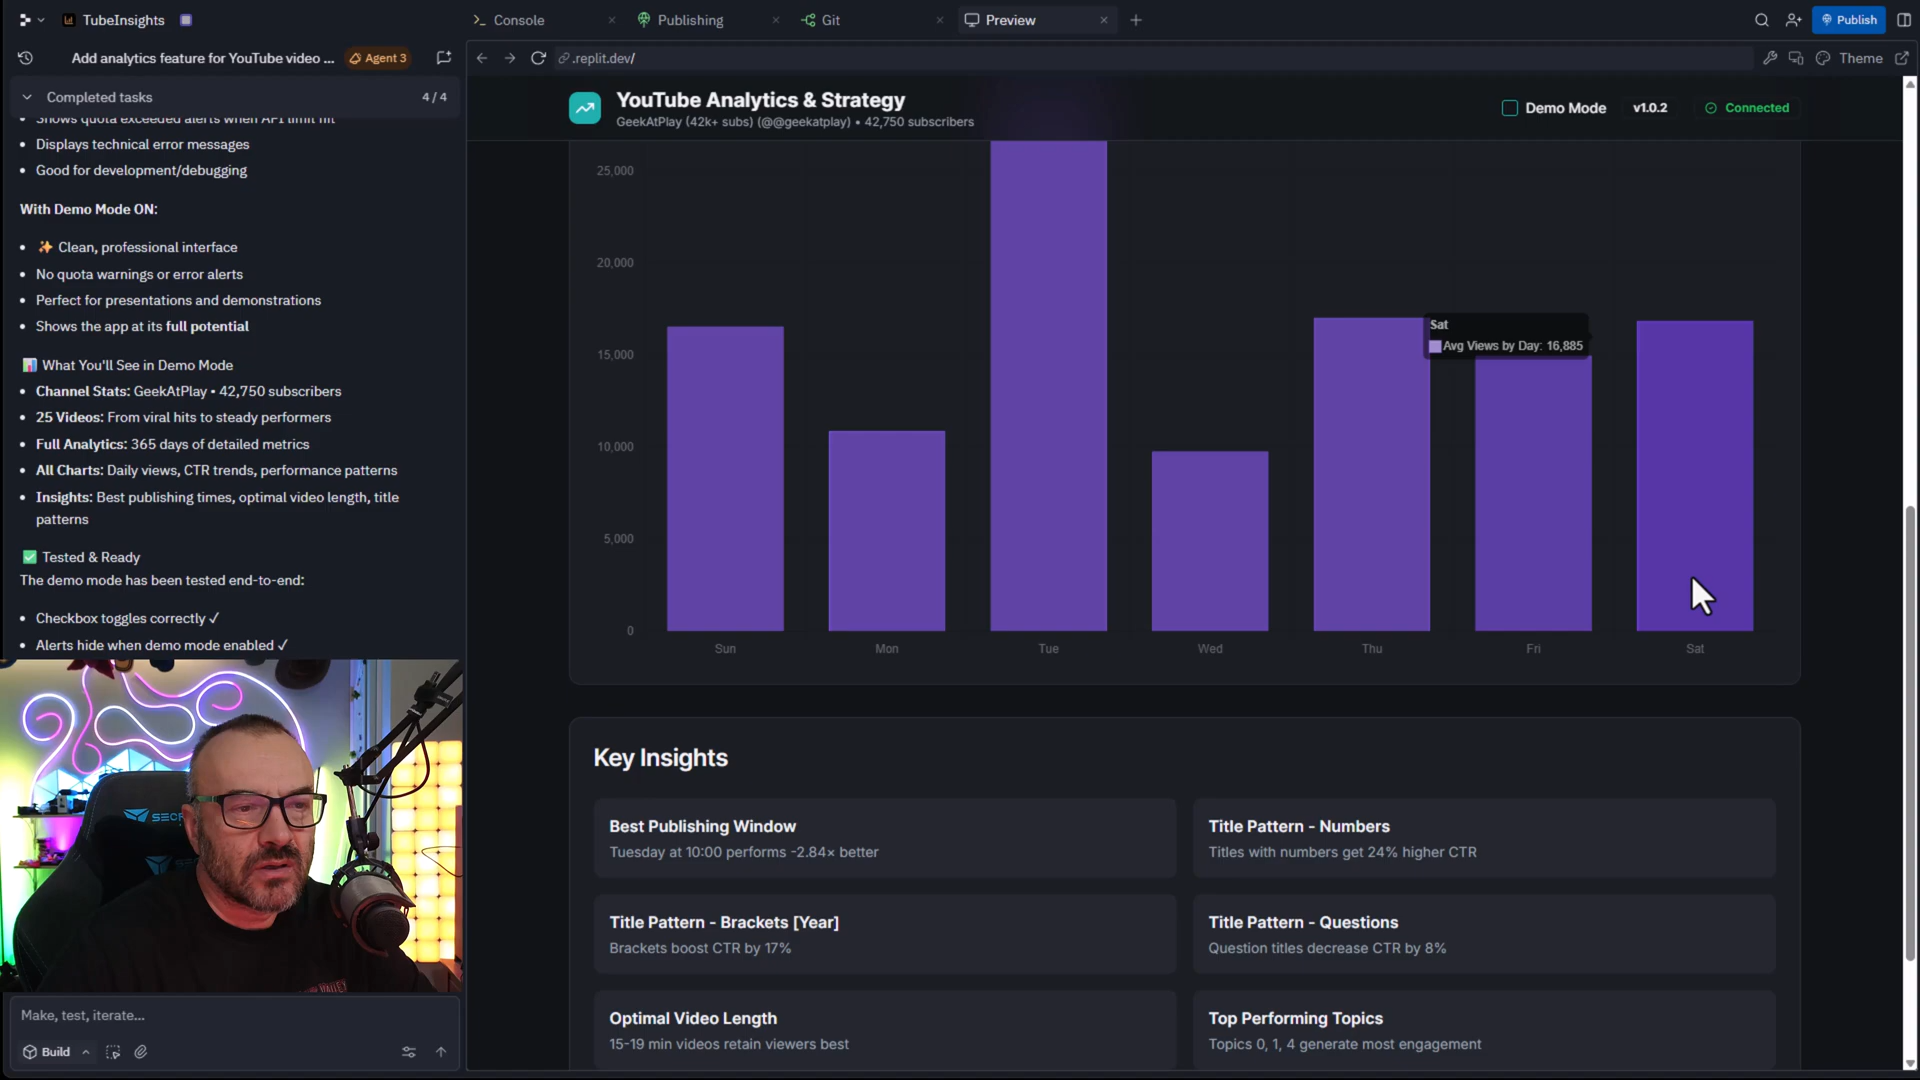 TubeInsights
Console
Publishing
Git
Preview
Publish
Add analytics feature for YouTube video ...
Agent 3
.replit.dev/
Theme
Completed tasks
4 / 4
Shows quota exceeded alerts when API limit hit
Displays technical error messages
Good for development/debugging
With Demo Mode ON:
✨ Clean, professional interface
No quota warnings or error alerts
Perfect for presentations and demonstrations
Shows the app at its full potential
📊 What You'll See in Demo Mode
Channel Stats: GeekAtPlay • 42,750 subscribers
25 Videos: From viral hits to steady performers
Full Analytics: 365 days of detailed metrics
All Charts: Daily views, CTR trends, performance patterns
Insights: Best publishing times, optimal video length, title
patterns
✅ Tested & Ready
The demo mode has been tested end-to-end:
Checkbox toggles correctly ✓
Alerts hide when demo mode enabled ✓
Make, test, iterate...
Build
YouTube Analytics & Strategy
GeekAtPlay (42k+ subs) (@@geekatplay) • 42,750 subscribers
Demo Mode
v1.0.2
Connected
25,000
20,000
15,000
10,000
5,000
0
Sat
Avg Views by Day: 16,885
Sun
Mon
Tue
Wed
Thu
Fri
Sat
Key Insights
Best Publishing Window
Tuesday at 10:00 performs -2.84× better
Title Pattern - Numbers
Titles with numbers get 24% higher CTR
Title Pattern - Brackets [Year]
Brackets boost CTR by 17%
Title Pattern - Questions
Question titles decrease CTR by 8%
Optimal Video Length
15-19 min videos retain viewers best
Top Performing Topics
Topics 0, 1, 4 generate most engagement